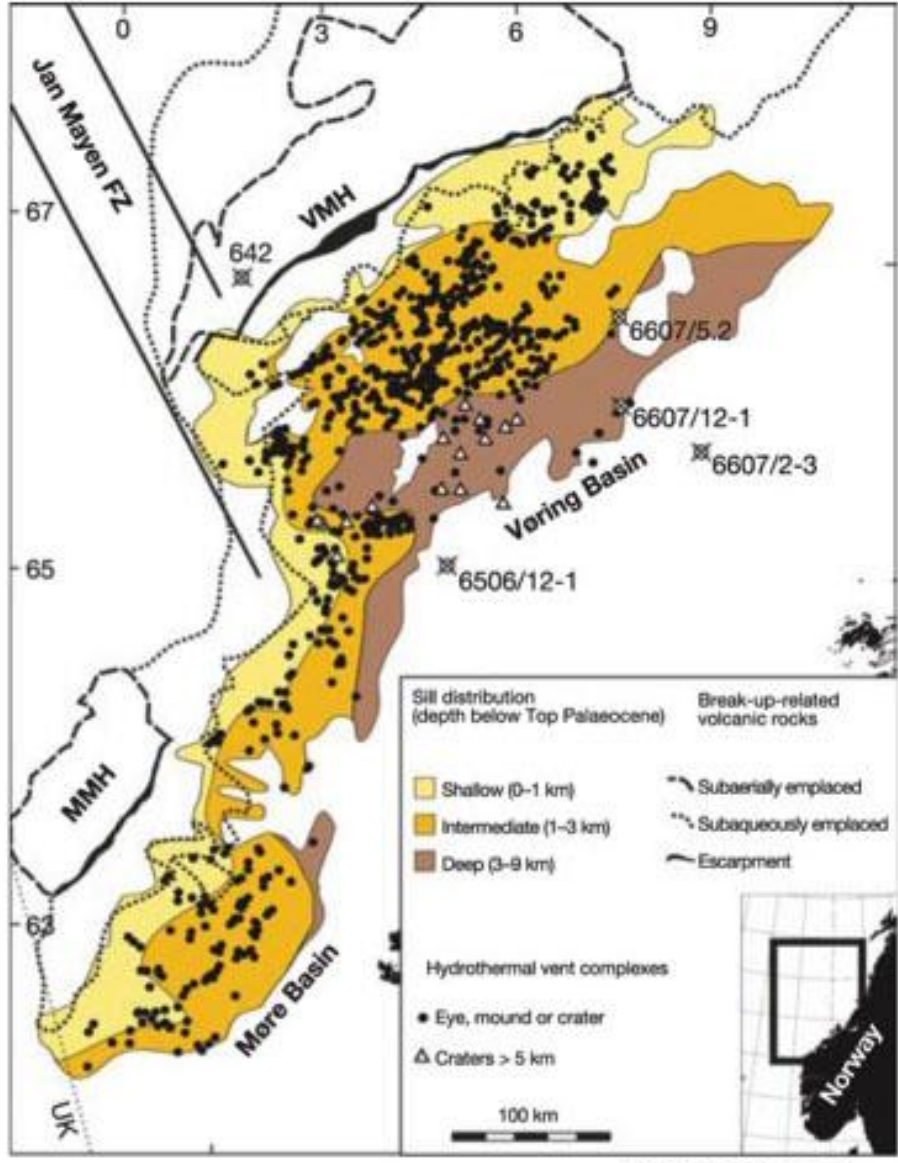 0 3 6 9
Jan Mayen FZ
67
VMH
642
6607/5.2
6607/12-1
6607/2-3
Vøring Basin
65
6506/12-1
MMH
63
Møre Basin
UK
Sill distribution
(depth below Top Palaeocene)
Shallow (0-1 km)
Intermediate (1-3 km)
Deep (3-9 km)
Break-up-related
volcanic rocks
Subaerially emplaced
Subaqueously emplaced
Escarpment
Hydrothermal vent complexes
Eye, mound or crater
Craters > 5 km
100 km
Norway